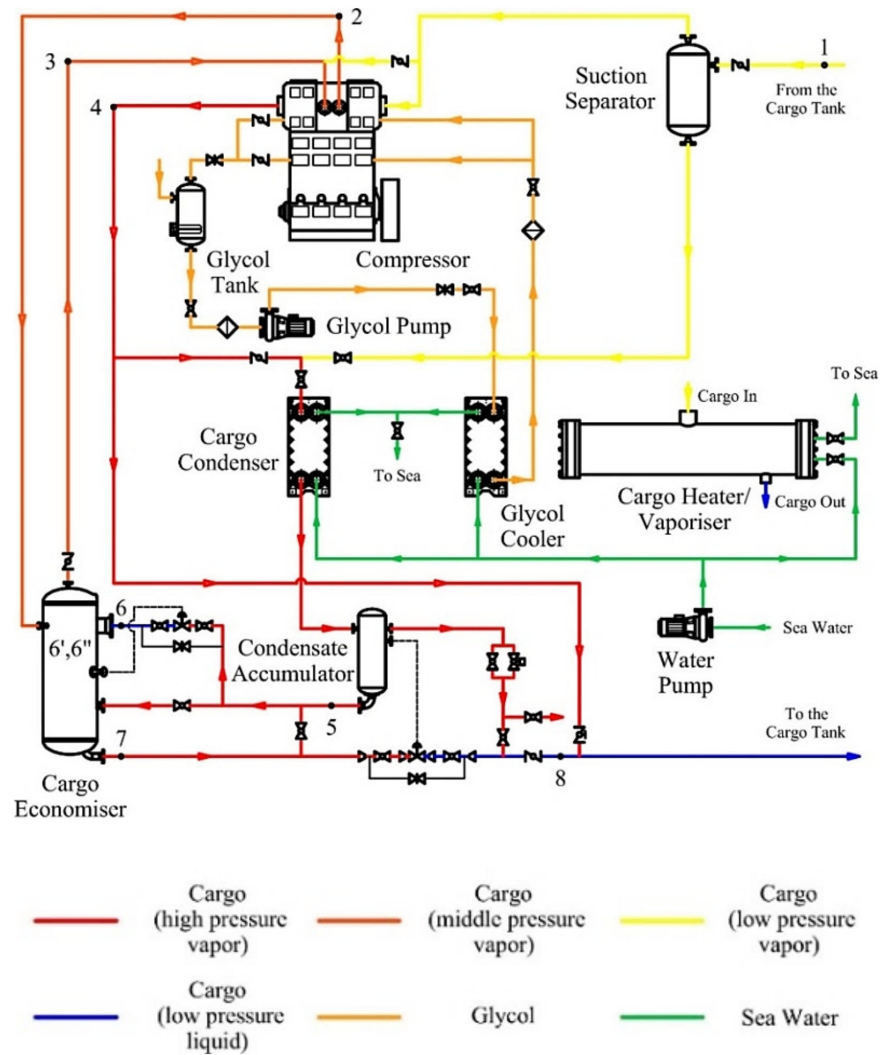 2
3
1
Suction
Separator
From the
Cargo Tank
4
Glycol
Tank
Compressor
Glycol Pump
To Sea
Cargo In
Cargo
Condenser
To Sea
Glycol
Cooler
Cargo Heater/
Vaporiser
Cargo Out
6
6',6"
Condensate
Accumulator
Sea Water
Water
Pump
5
7
To the
Cargo Tank
8
Cargo
Economiser
Cargo
(high pressure
vapor)
Cargo
(middle pressure
vapor)
Cargo
(low pressure
vapor)
Cargo
(low pressure
liquid)
Glycol
Sea Water